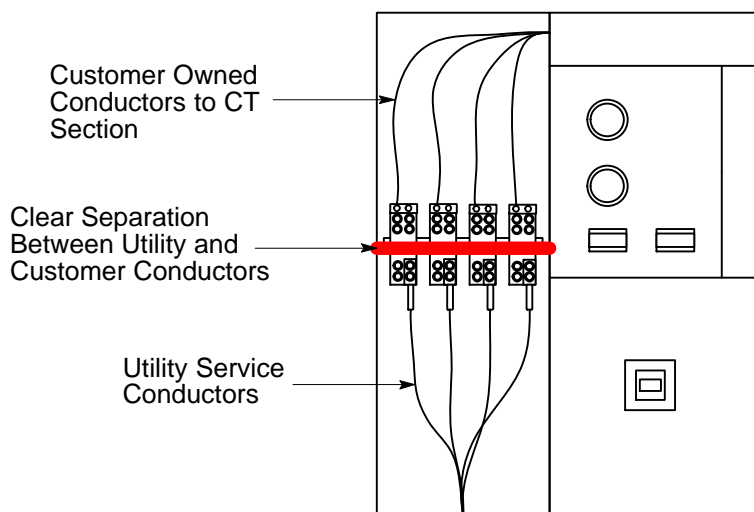 Customer Owned
Conductors to CT
Section
Clear Separation
Between Utility and
Customer Conductors
Utility Service
Conductors